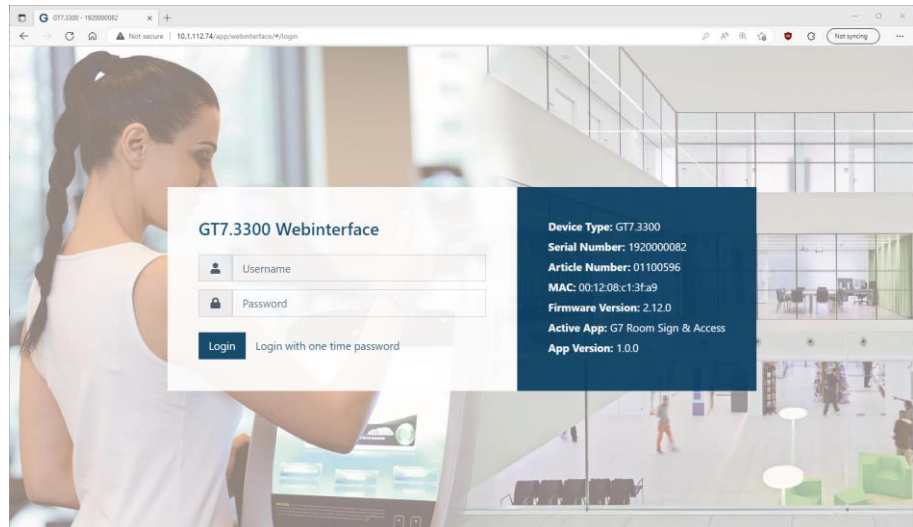 GT7.3300 - 1920000082
Not secure
10.1.112.74/app/webinterface/#/login
Not syncing
GT7.3300 Webinterface
Username
Password
Login
Login with one time password
Device Type: GT7.3300
Serial Number: 1920000082
Article Number: 01100596
MAC: 00:12:08:c1:3f:a9
Firmware Version: 2.12.0
Active App: G7 Room Sign & Access
App Version: 1.0.0